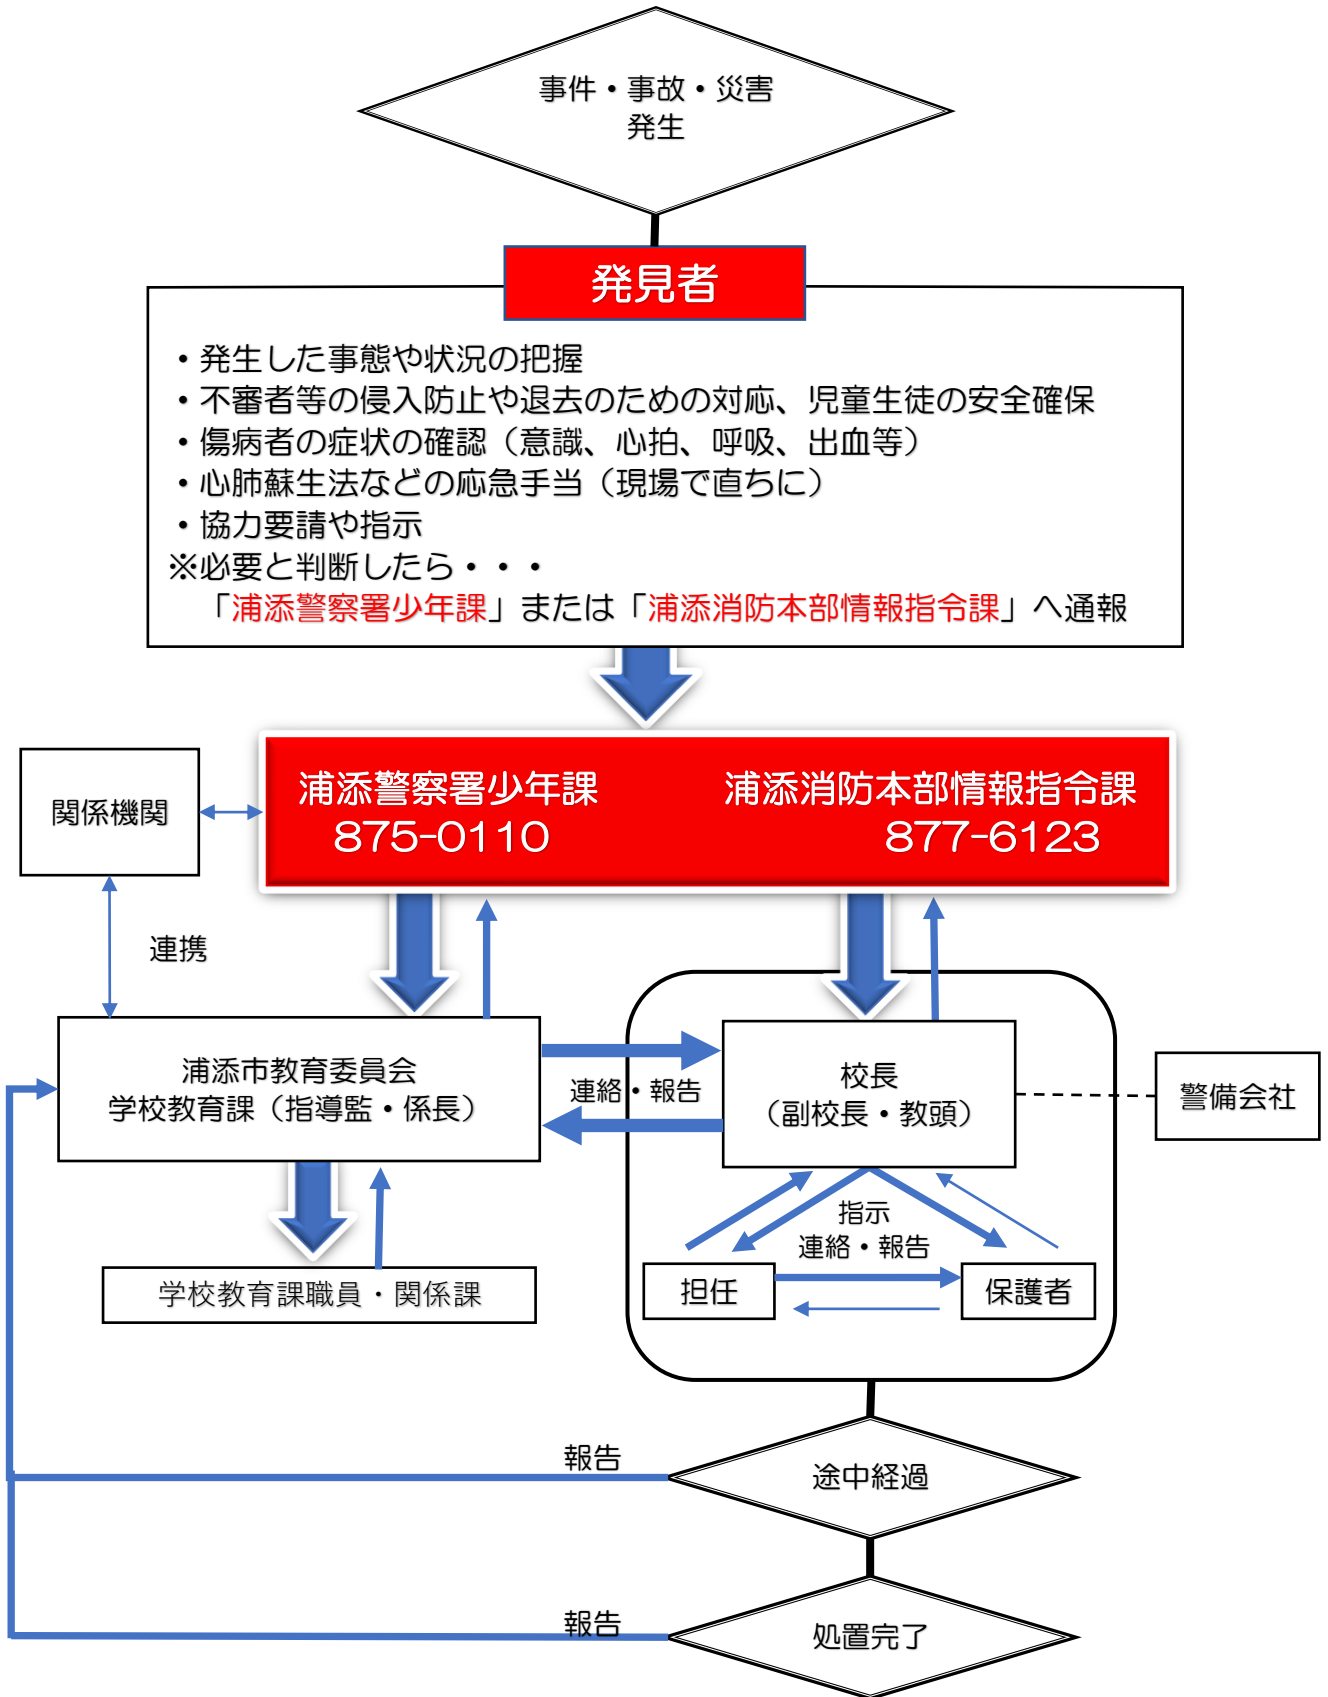 事件・事故・災害
発生
発見者
・発生した事態や状況の把握
・不審者等の侵入防止や退去のための対応、児童生徒の安全確保
・傷病者の症状の確認（意識、心拍、呼吸、出血等）
・心肺蘇生法などの応急手当（現場で直ちに）
・協力要請や指示
※必要と判断したら・・・
「浦添警察署少年課」または「浦添消防本部情報指令課」へ通報
関係機関
浦添警察署少年課
875-0110
浦添消防本部情報指令課
877-6123
連携
浦添市教育委員会
学校教育課（指導監・係長）
連絡・報告
校長
（副校長・教頭）
警備会社
指示
連絡・報告
学校教育課職員・関係課
担任
保護者
報告
途中経過
報告
処置完了